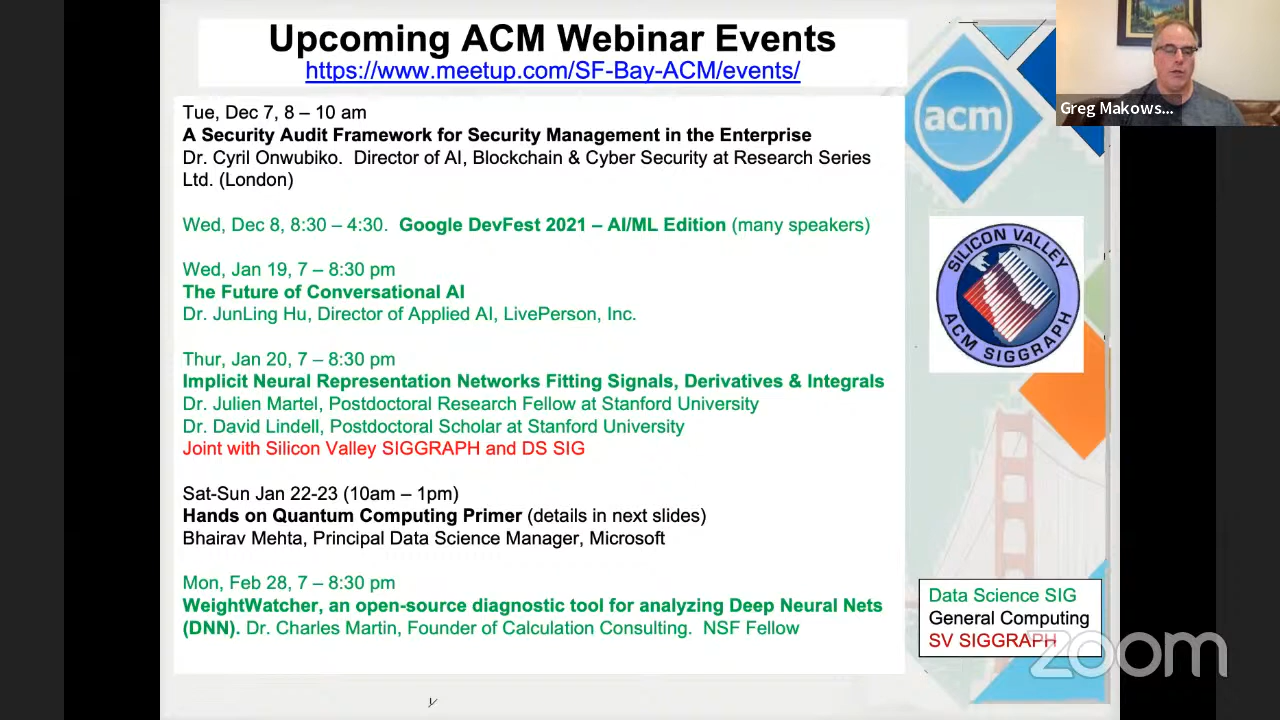 Upcoming ACM Webinar Events
https://www.meetup.com/SF-Bay-ACM/events/
Greg Makows...
acm
Tue, Dec 7, 8 – 10 am
A Security Audit Framework for Security Management in the Enterprise
Dr. Cyril Onwubiko.  Director of AI, Blockchain & Cyber Security at Research Series
Ltd. (London)
Wed, Dec 8, 8:30 – 4:30.  Google DevFest 2021 – AI/ML Edition (many speakers)
Wed, Jan 19, 7 – 8:30 pm
The Future of Conversational AI
Dr. JunLing Hu, Director of Applied AI, LivePerson, Inc.
SILICON VALLEY
ACM SIGGRAPH
Thur, Jan 20, 7 – 8:30 pm
Implicit Neural Representation Networks Fitting Signals, Derivatives & Integrals
Dr. Julien Martel, Postdoctoral Research Fellow at Stanford University
Dr. David Lindell, Postdoctoral Scholar at Stanford University
Joint with Silicon Valley SIGGRAPH and DS SIG
Sat-Sun Jan 22-23 (10am – 1pm)
Hands on Quantum Computing Primer (details in next slides)
Bhairav Mehta, Principal Data Science Manager, Microsoft
Mon, Feb 28, 7 – 8:30 pm
WeightWatcher, an open-source diagnostic tool for analyzing Deep Neural Nets
(DNN). Dr. Charles Martin, Founder of Calculation Consulting.  NSF Fellow
Data Science SIG
General Computing
SV SIGGRAPH
zoom